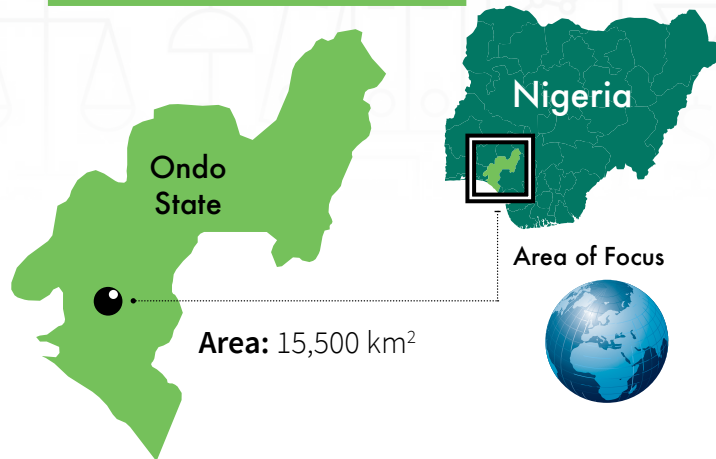 Nigeria
Ondo
State
Area of Focus
Area: 15,500 km²